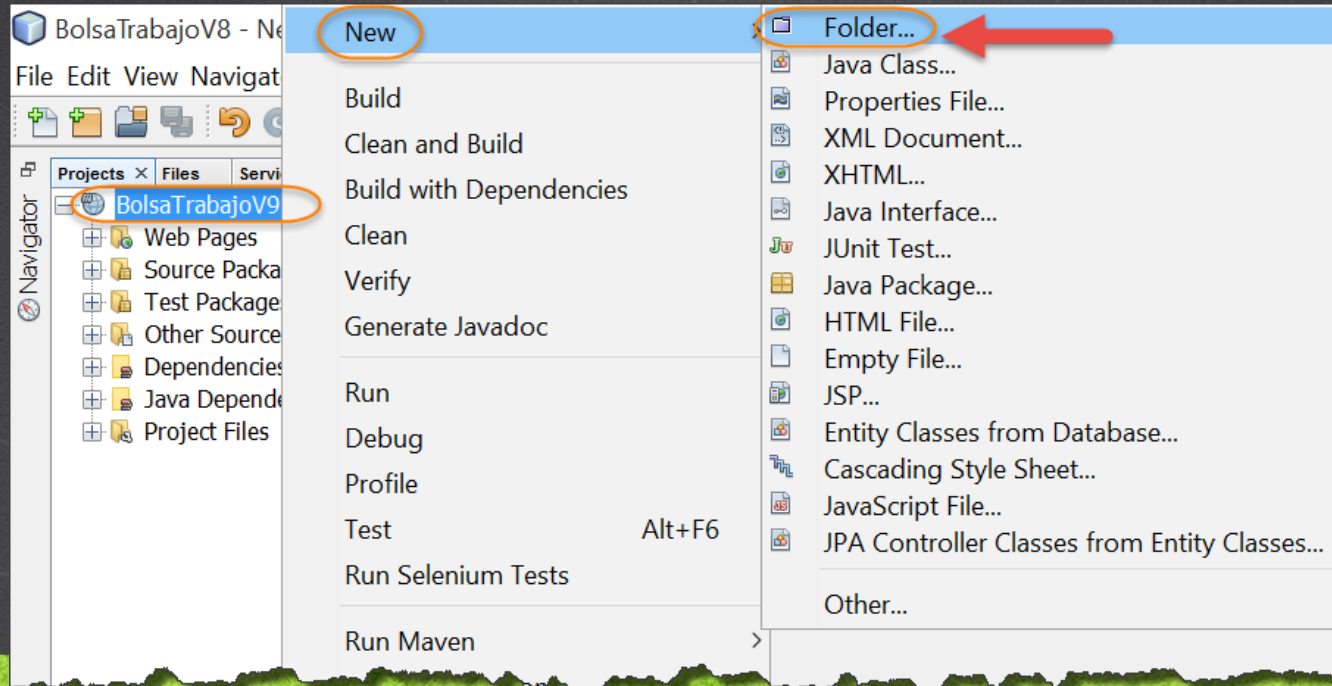 BolsaTrabajoV8 - Ne
File Edit View Navigat
Projects Files Servi
Navigator
BolsaTrabajoV9
Web Pages
Source Packa
Test Package
Other Source
Dependencies
Java Depende
Project Files
New
Build
Clean and Build
Build with Dependencies
Clean
Verify
Generate Javadoc
Run
Debug
Profile
Test Alt+F6
Run Selenium Tests
Run Maven
Folder...
Java Class...
Properties File...
XML Document...
XHTML...
Java Interface...
JUnit Test...
Java Package...
HTML File...
Empty File...
JSP...
Entity Classes from Database...
Cascading Style Sheet...
JavaScript File...
JPA Controller Classes from Entity Classes...
Other...